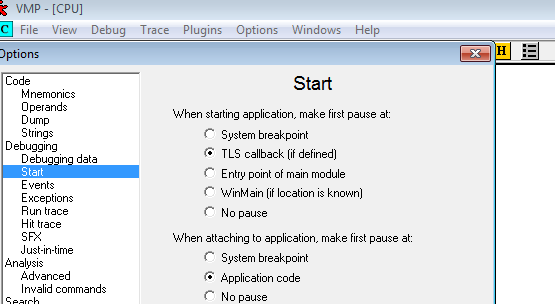 VMP - [CPU]
C File View Debug Trace Plugins Options Windows Help
Options
H
Start
Code
Mnemonics
Operands
Dump
Strings
Debugging
Debugging data
Start
Events
Exceptions
Run trace
Hit trace
SFX
Just-in-time
Analysis
Advanced
Invalid commands
Search
When starting application, make first pause at:
System breakpoint
TLS callback (if defined)
Entry point of main module
WinMain (if location is known)
No pause
When attaching to application, make first pause at:
System breakpoint
Application code
No pause